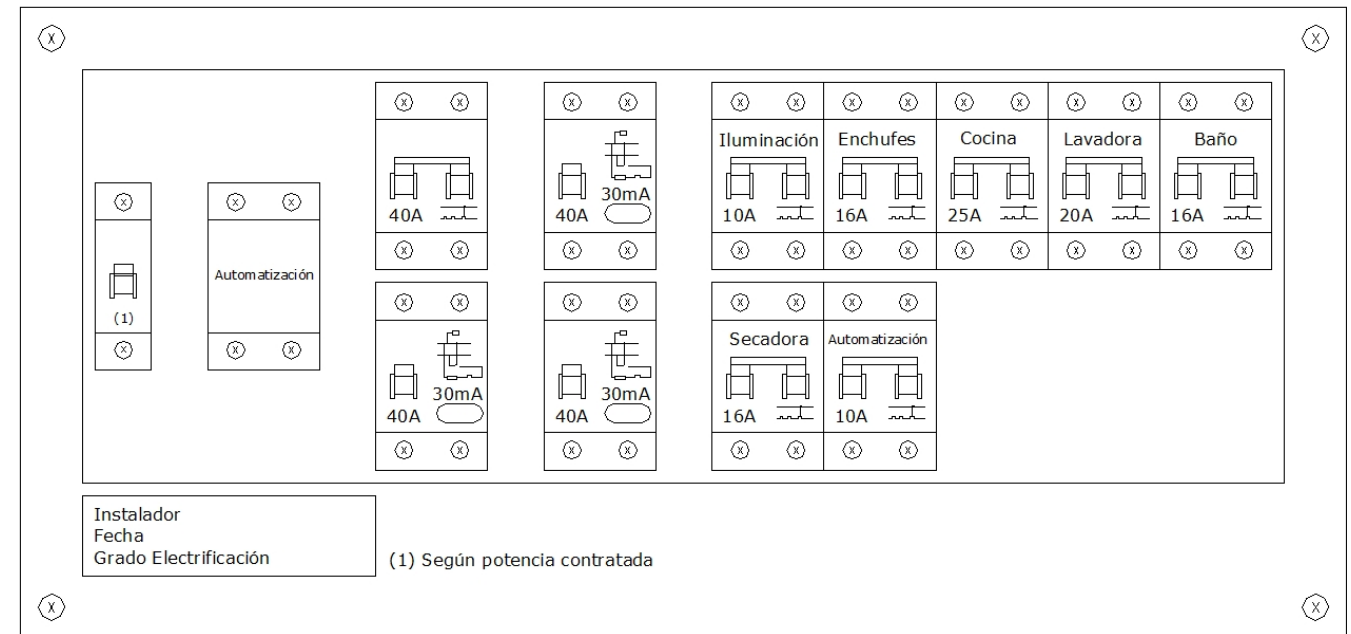 (1)
Automatización
40A
40A 30mA
Iluminación
10A
Enchufes
16A
Cocina
25A
Lavadora
20A
Baño
16A
40A 30mA
40A 30mA
Secadora
16A
Automatización
10A
Instalador
Fecha
Grado Electrificación
(1) Según potencia contratada